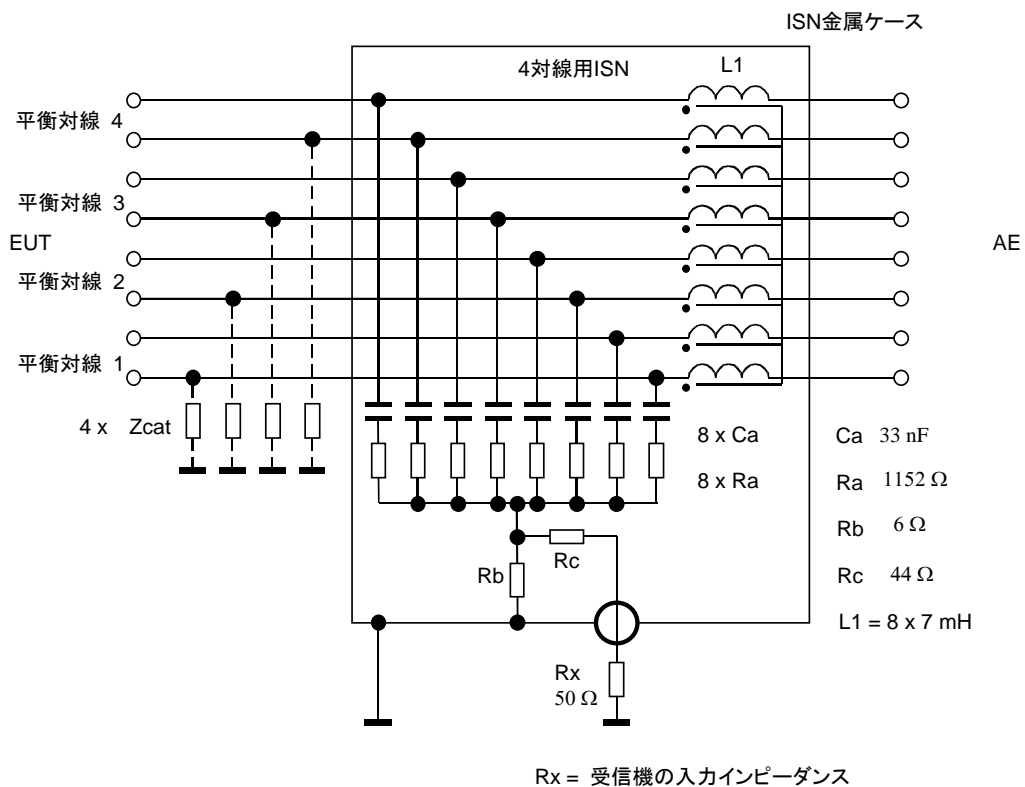 ISN金属ケース
4対線用ISN
L1
平衡対線 4
平衡対線 3
EUT
AE
平衡対線 2
平衡対線 1
4 x Zcat
8 x Ca
8 x Ra
Ca 33 nF
Ra 1152 Ω
Rb 6 Ω
Rc 44 Ω
L1 = 8 x 7 mH
Rc
Rb
Rx
50 Ω
Rx = 受信機の入力インピーダンス